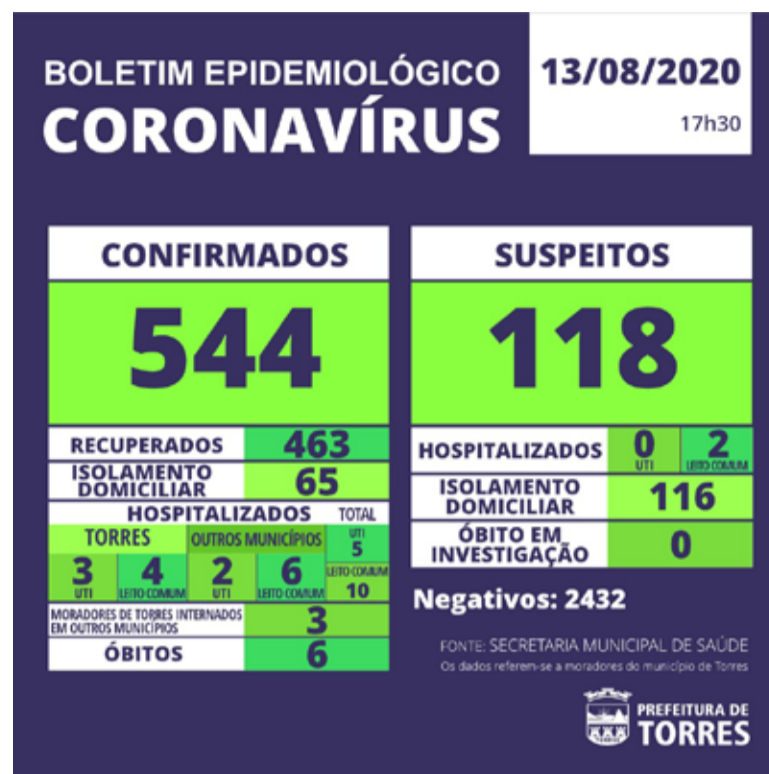 BOLETIM EPIDEMIOLÓGICO
CORONAVÍRUS
13/08/2020
17h30
CONFIRMADOS
544
RECUPERADOS 463
ISOLAMENTO
DOMICILIAR 65
HOSPITALIZADOS TOTAL
TORRES OUTROS MUNICÍPIOS UTI
5
3 4 2 6 LEITO COMUM
UTI LEITO COMUM UTI LEITO COMUM 10
MORADORES DE TORRES INTERNADOS
EM OUTROS MUNICÍPIOS 3
ÓBITOS 6
SUSPEITOS
118
HOSPITALIZADOS 0 2
UTI LEITO COMUM
ISOLAMENTO
DOMICILIAR 116
ÓBITO EM
INVESTIGAÇÃO 0
Negativos: 2432
FONTE: SECRETARIA MUNICIPAL DE SAÚDE
Os dados referem-se a moradores do município de Torres
PREFEITURA DE
TORRES